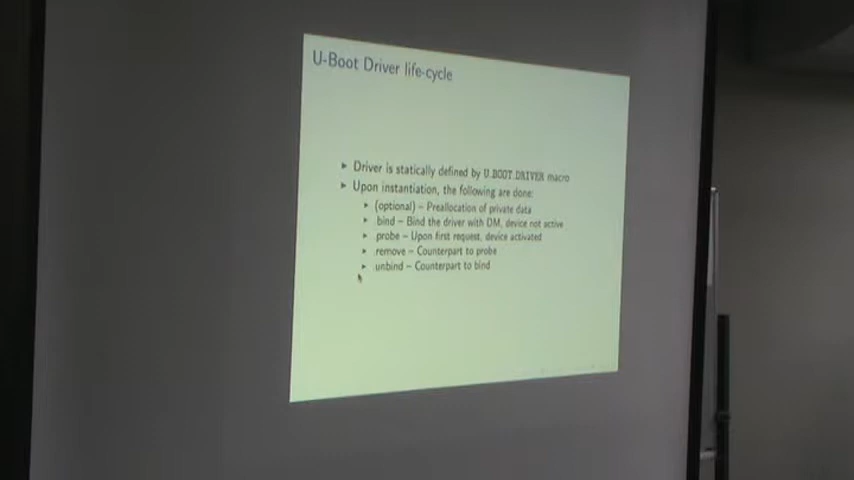 U-Boot Driver life-cycle
▸ Driver is statically defined by U_BOOT_DRIVER macro
▸ Upon instantiation, the following are done:
▸ (optional) – Preallocation of private data
▸ bind – Bind the driver with DM, device not active
▸ probe – Upon first request, device activated
▸ remove – Counterpart to probe
▸ unbind – Counterpart to bind